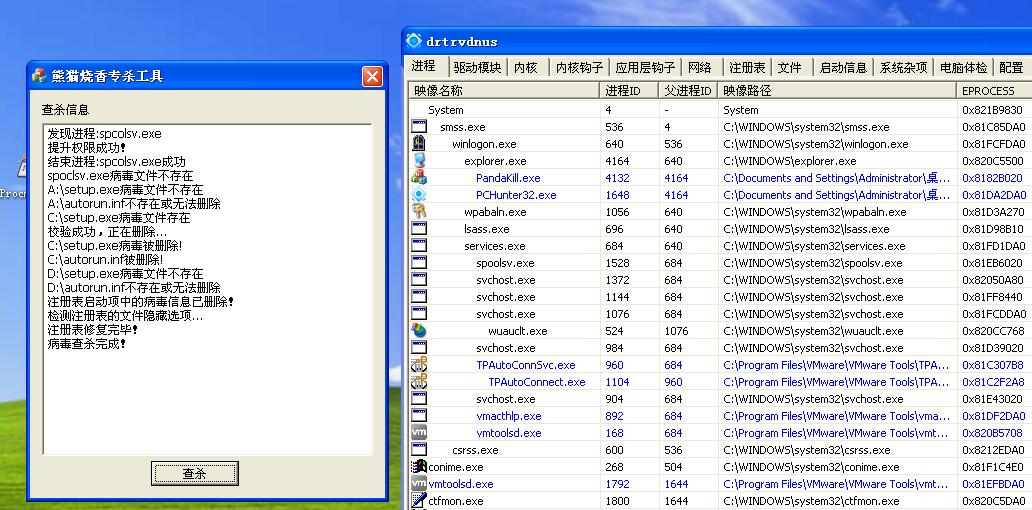 熊猫烧香专杀工具
查杀信息
发现进程:spcolsv.exe
提升权限成功!
结束进程:spcolsv.exe成功
spoclsv.exe病毒文件不存在
A:\setup.exe病毒文件不存在
A:\autorun.inf不存在或无法删除
C:\setup.exe病毒文件存在
校验成功，正在删除...
C:\setup.exe病毒被删除!
C:\autorun.inf被删除!
D:\setup.exe病毒文件不存在
D:\autorun.inf不存在或无法删除
注册表启动项中的病毒信息已删除!
检测注册表的文件隐藏选项...
注册表修复完毕!
病毒查杀完成!
查杀
drtrvdnus
进程 驱动模块 内核 内核钩子 应用层钩子 网络 注册表 文件 启动信息 系统杂项 电脑体检 配置
映像名称 进程ID 父进程ID 映像路径 EPROCESS
System 4 - System 0x821B9830
smss.exe 536 4 C:\WINDOWS\system32\smss.exe 0x81C85DA0
winlogon.exe 640 536 C:\WINDOWS\system32\winlogon.exe 0x81FCFDA0
explorer.exe 4164 640 C:\WINDOWS\explorer.exe 0x820C5500
PandaKill.exe 4132 4164 C:\Documents and Settings\Administrator\桌... 0x8182B020
PCHunter32.exe 1648 4164 C:\Documents and Settings\Administrator\桌... 0x81DA2DA0
wpabaln.exe 1056 640 C:\WINDOWS\system32\wpabaln.exe 0x81D3A270
lsass.exe 696 640 C:\WINDOWS\system32\lsass.exe 0x81D98B10
services.exe 684 640 C:\WINDOWS\system32\services.exe 0x81FD1DA0
spoolsv.exe 1528 684 C:\WINDOWS\system32\spoolsv.exe 0x81EB6020
svchost.exe 1372 684 C:\WINDOWS\system32\svchost.exe 0x82050A80
svchost.exe 1144 684 C:\WINDOWS\system32\svchost.exe 0x81FF8440
svchost.exe 1076 684 C:\WINDOWS\system32\svchost.exe 0x81FCDDA0
wuauclt.exe 524 1076 C:\WINDOWS\system32\wuauclt.exe 0x820CC768
svchost.exe 984 684 C:\WINDOWS\system32\svchost.exe 0x81D39020
TPAutoConnSvc.exe 960 684 C:\Program Files\VMware\VMware Tools\TPA... 0x81C307B8
TPAutoConnect.exe 1104 960 C:\Program Files\VMware\VMware Tools\TPA... 0x81C2F2A8
svchost.exe 904 684 C:\WINDOWS\system32\svchost.exe 0x81E43020
vmacthlp.exe 892 684 C:\Program Files\VMware\VMware Tools\vma... 0x81DF2DA0
vmtoolsd.exe 168 684 C:\Program Files\VMware\VMware Tools\vmt... 0x820B5708
csrss.exe 600 536 C:\WINDOWS\system32\csrss.exe 0x8212EDA0
conime.exe 268 504 C:\WINDOWS\system32\conime.exe 0x81F1C4E0
vmtoolsd.exe 1792 1644 C:\Program Files\VMware\VMware Tools\vmt... 0x81EFBDA0
ctfmon.exe 1800 1644 C:\WINDOWS\system32\ctfmon.exe 0x820C5DA0